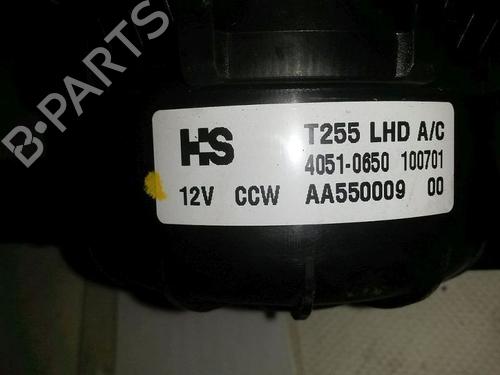 B-PARTS
HS
T255 LHD A/C
4051-0650 100701
12V CCW AA550009 00